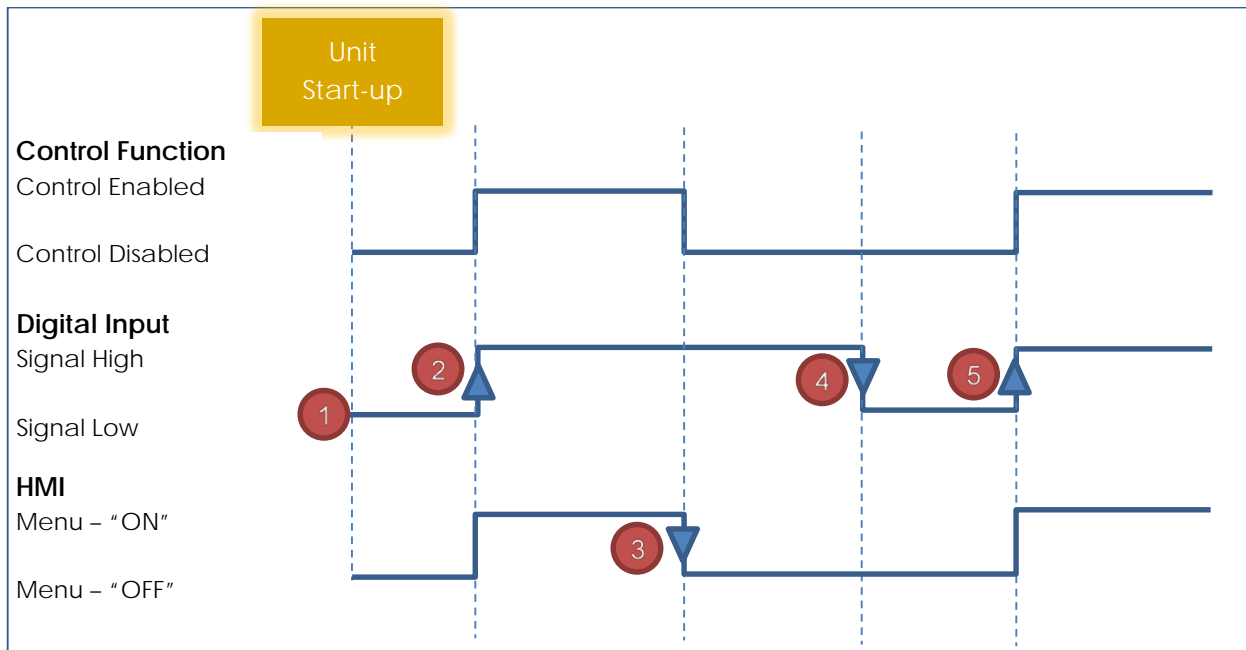 Unit
Start-up
Control Function
Control Enabled
Control Disabled
Digital Input
Signal High
2
4
5
1
Signal Low
HMI
Menu – “ON”
3
Menu – “OFF”